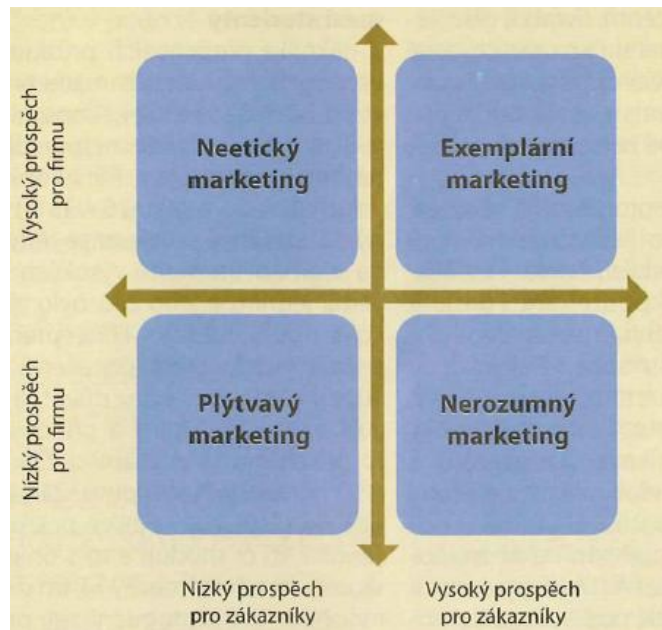 Vysoký prospěch
pro firmu
Neetický
marketing
Exemplární
marketing
Nízký prospěch
pro firmu
Plýtvavý
marketing
Nerozumný
marketing
Nízký prospěch
pro zákazníky
Vysoký prospěch
pro zákazníky